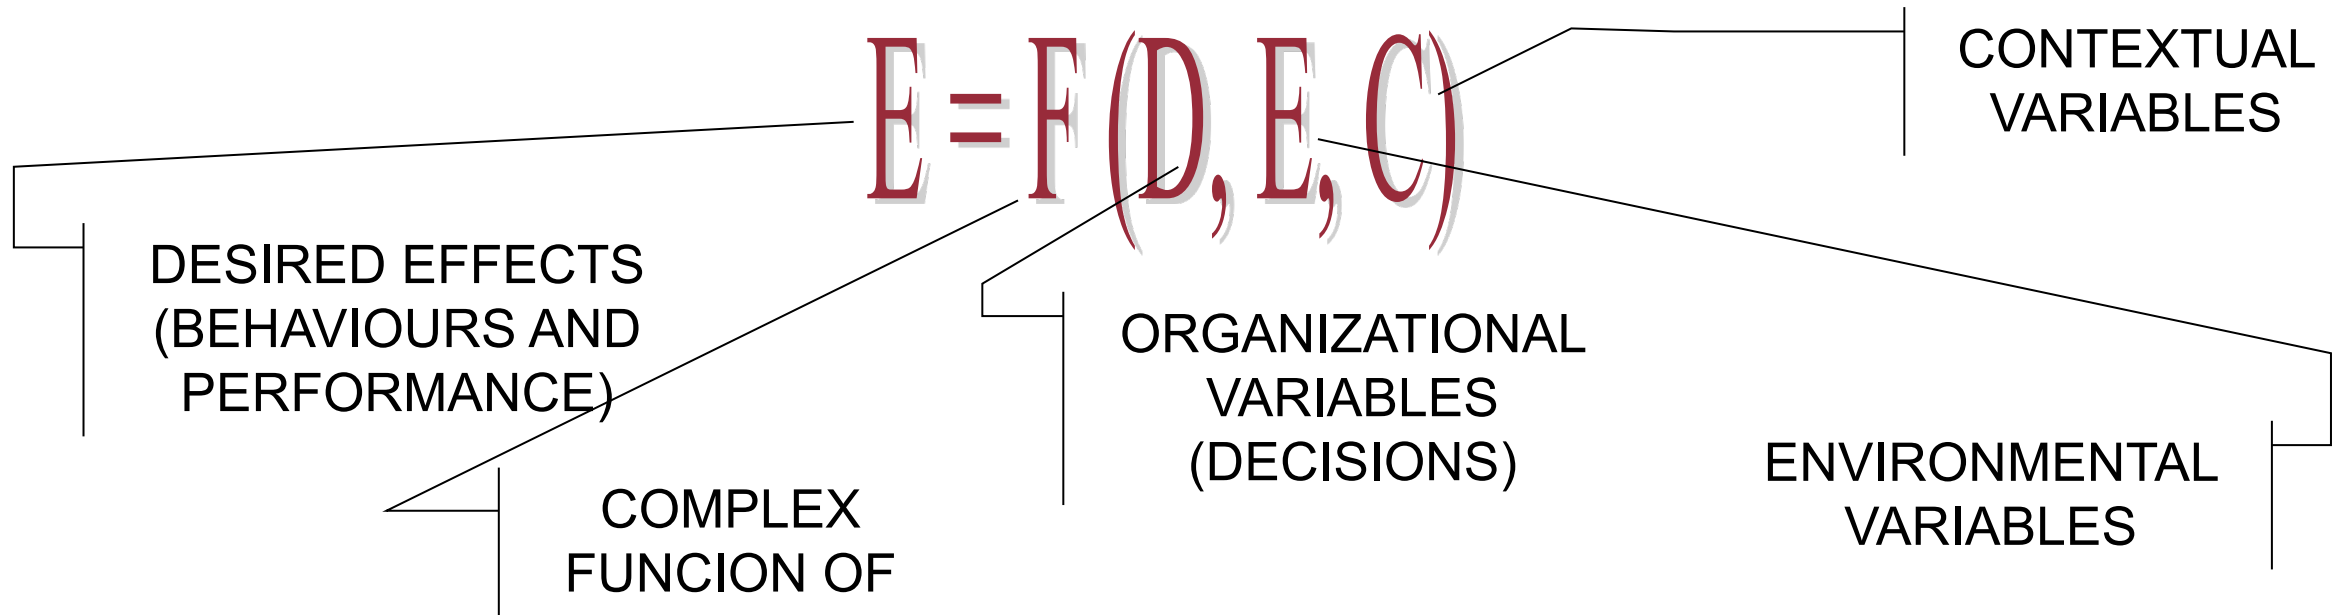 E = F (D, E, C)
CONTEXTUAL
VARIABLES
DESIRED EFFECTS
(BEHAVIOURS AND
PERFORMANCE)
ORGANIZATIONAL
VARIABLES
(DECISIONS)
ENVIRONMENTAL
VARIABLES
COMPLEX
FUNCION OF